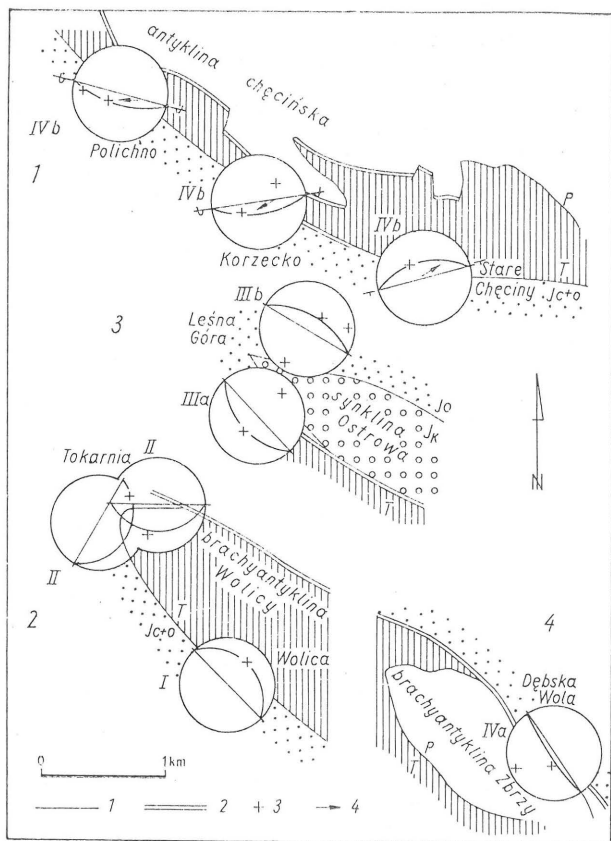 antyklina
chęcińska
IVb
Polichno
1
IVb
Korzecko
IVb
P
T
Stare
Chęciny
Jc+o
3
IIIb
Leśna
Góra
IIIa
synklina
Ostrowa
Jo
Jk
T
N
Tokarnia
II
II
brachyantyklina
Wolicy
2
T
Jc+o
Wolica
I
4
Dębska
Wola
IVa
brachyantyklina Zbrzy
P
T
0 1km
1 2 3 4